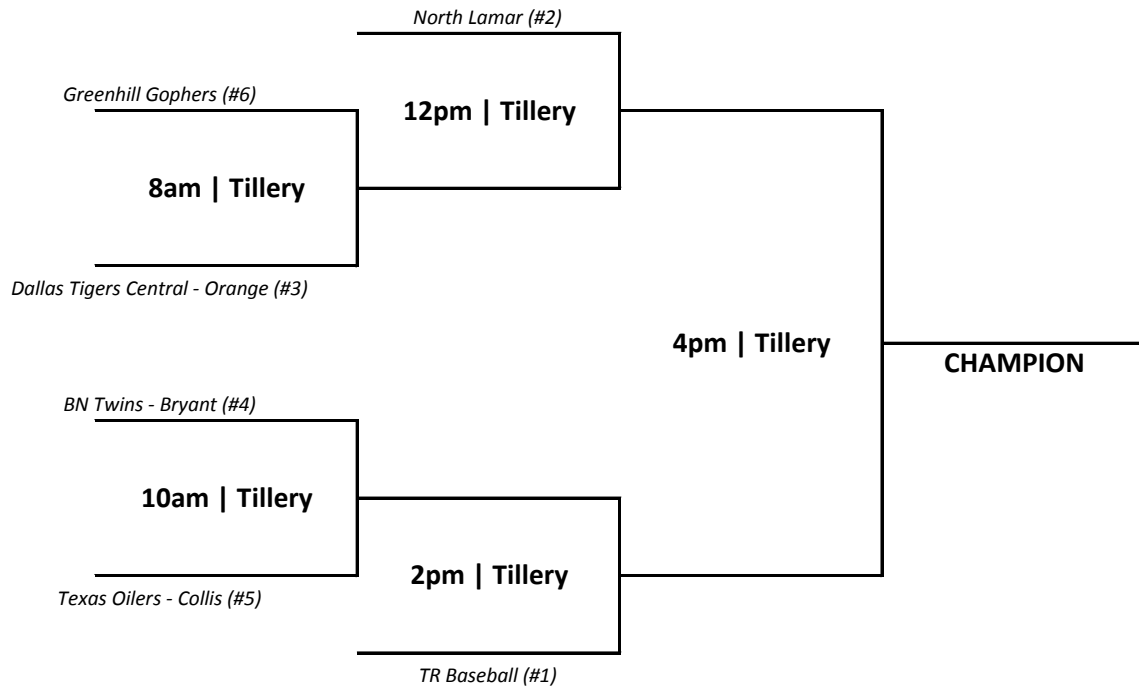 North Lamar (#2)
Greenhill Gophers (#6)
12pm | Tillery
8am | Tillery
Dallas Tigers Central - Orange (#3)
4pm | Tillery
CHAMPION
BN Twins - Bryant (#4)
10am | Tillery
2pm | Tillery
Texas Oilers - Collis (#5)
TR Baseball (#1)